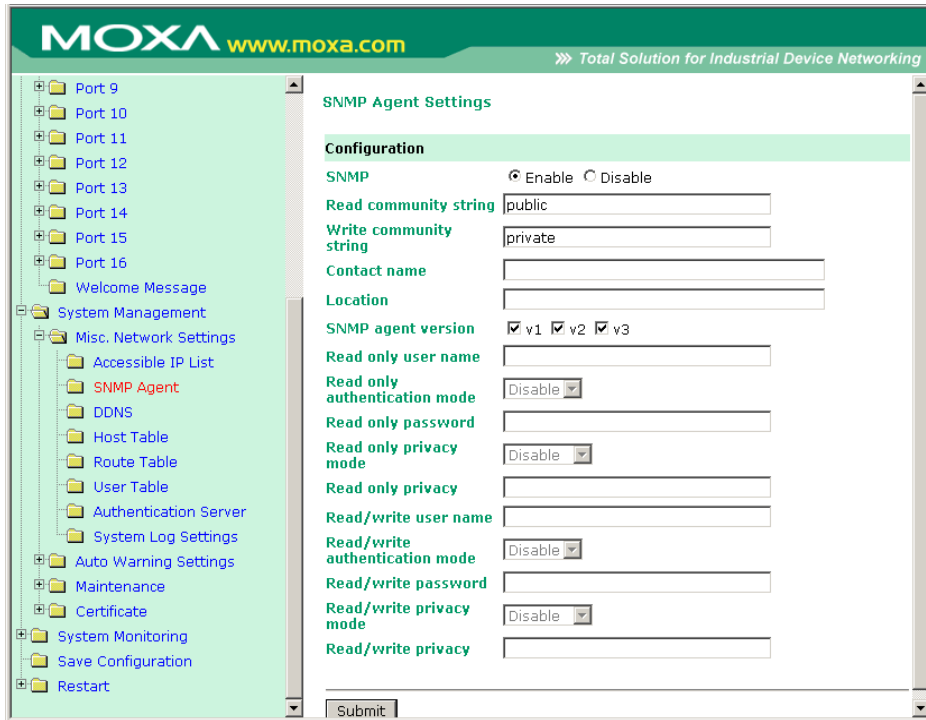 MOXA www.moxa.com
Total Solution for Industrial Device Networking
Port 9
Port 10
Port 11
Port 12
Port 13
Port 14
Port 15
Port 16
Welcome Message
System Management
Misc. Network Settings
Accessible IP List
SNMP Agent
DDNS
Host Table
Route Table
User Table
Authentication Server
System Log Settings
Auto Warning Settings
Maintenance
Certificate
System Monitoring
Save Configuration
Restart
SNMP Agent Settings
Configuration
SNMP Enable Disable
Read community string public
Write community
string private
Contact name
Location
SNMP agent version v1 v2 v3
Read only user name
Read only
authentication mode Disable
Read only password
Read only privacy
mode Disable
Read only privacy
Read/write user name
Read/write
authentication mode Disable
Read/write password
Read/write privacy
mode Disable
Read/write privacy
Submit